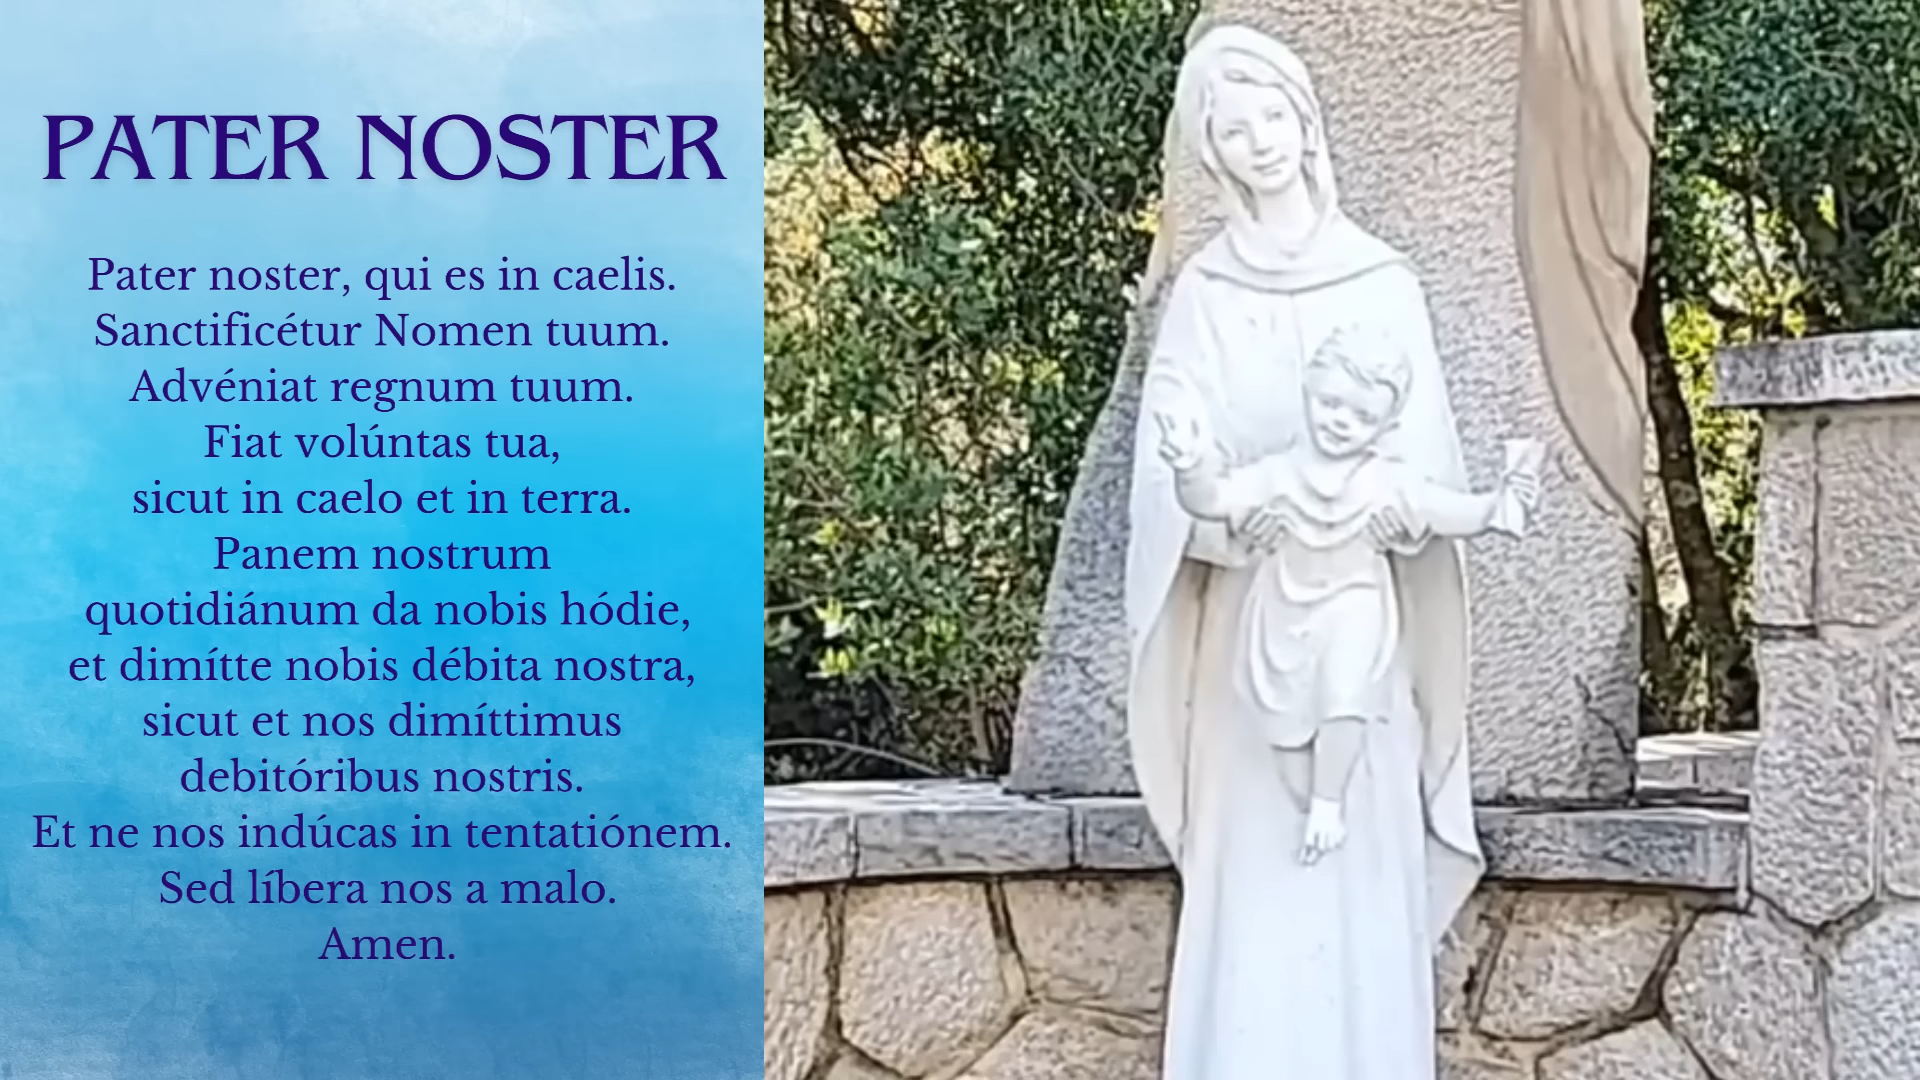 PATER NOSTER
Pater noster, qui es in caelis.
Sanctificétur Nomen tuum.
Advéniat regnum tuum.
Fiat volúntas tua,
sicut in caelo et in terra.
Panem nostrum
quotidiánum da nobis hódie,
et dimítte nobis débita nostra,
sicut et nos dimíttimus
debitóribus nostris.
Et ne nos indúcas in tentatiónem.
Sed líbera nos a malo.
Amen.